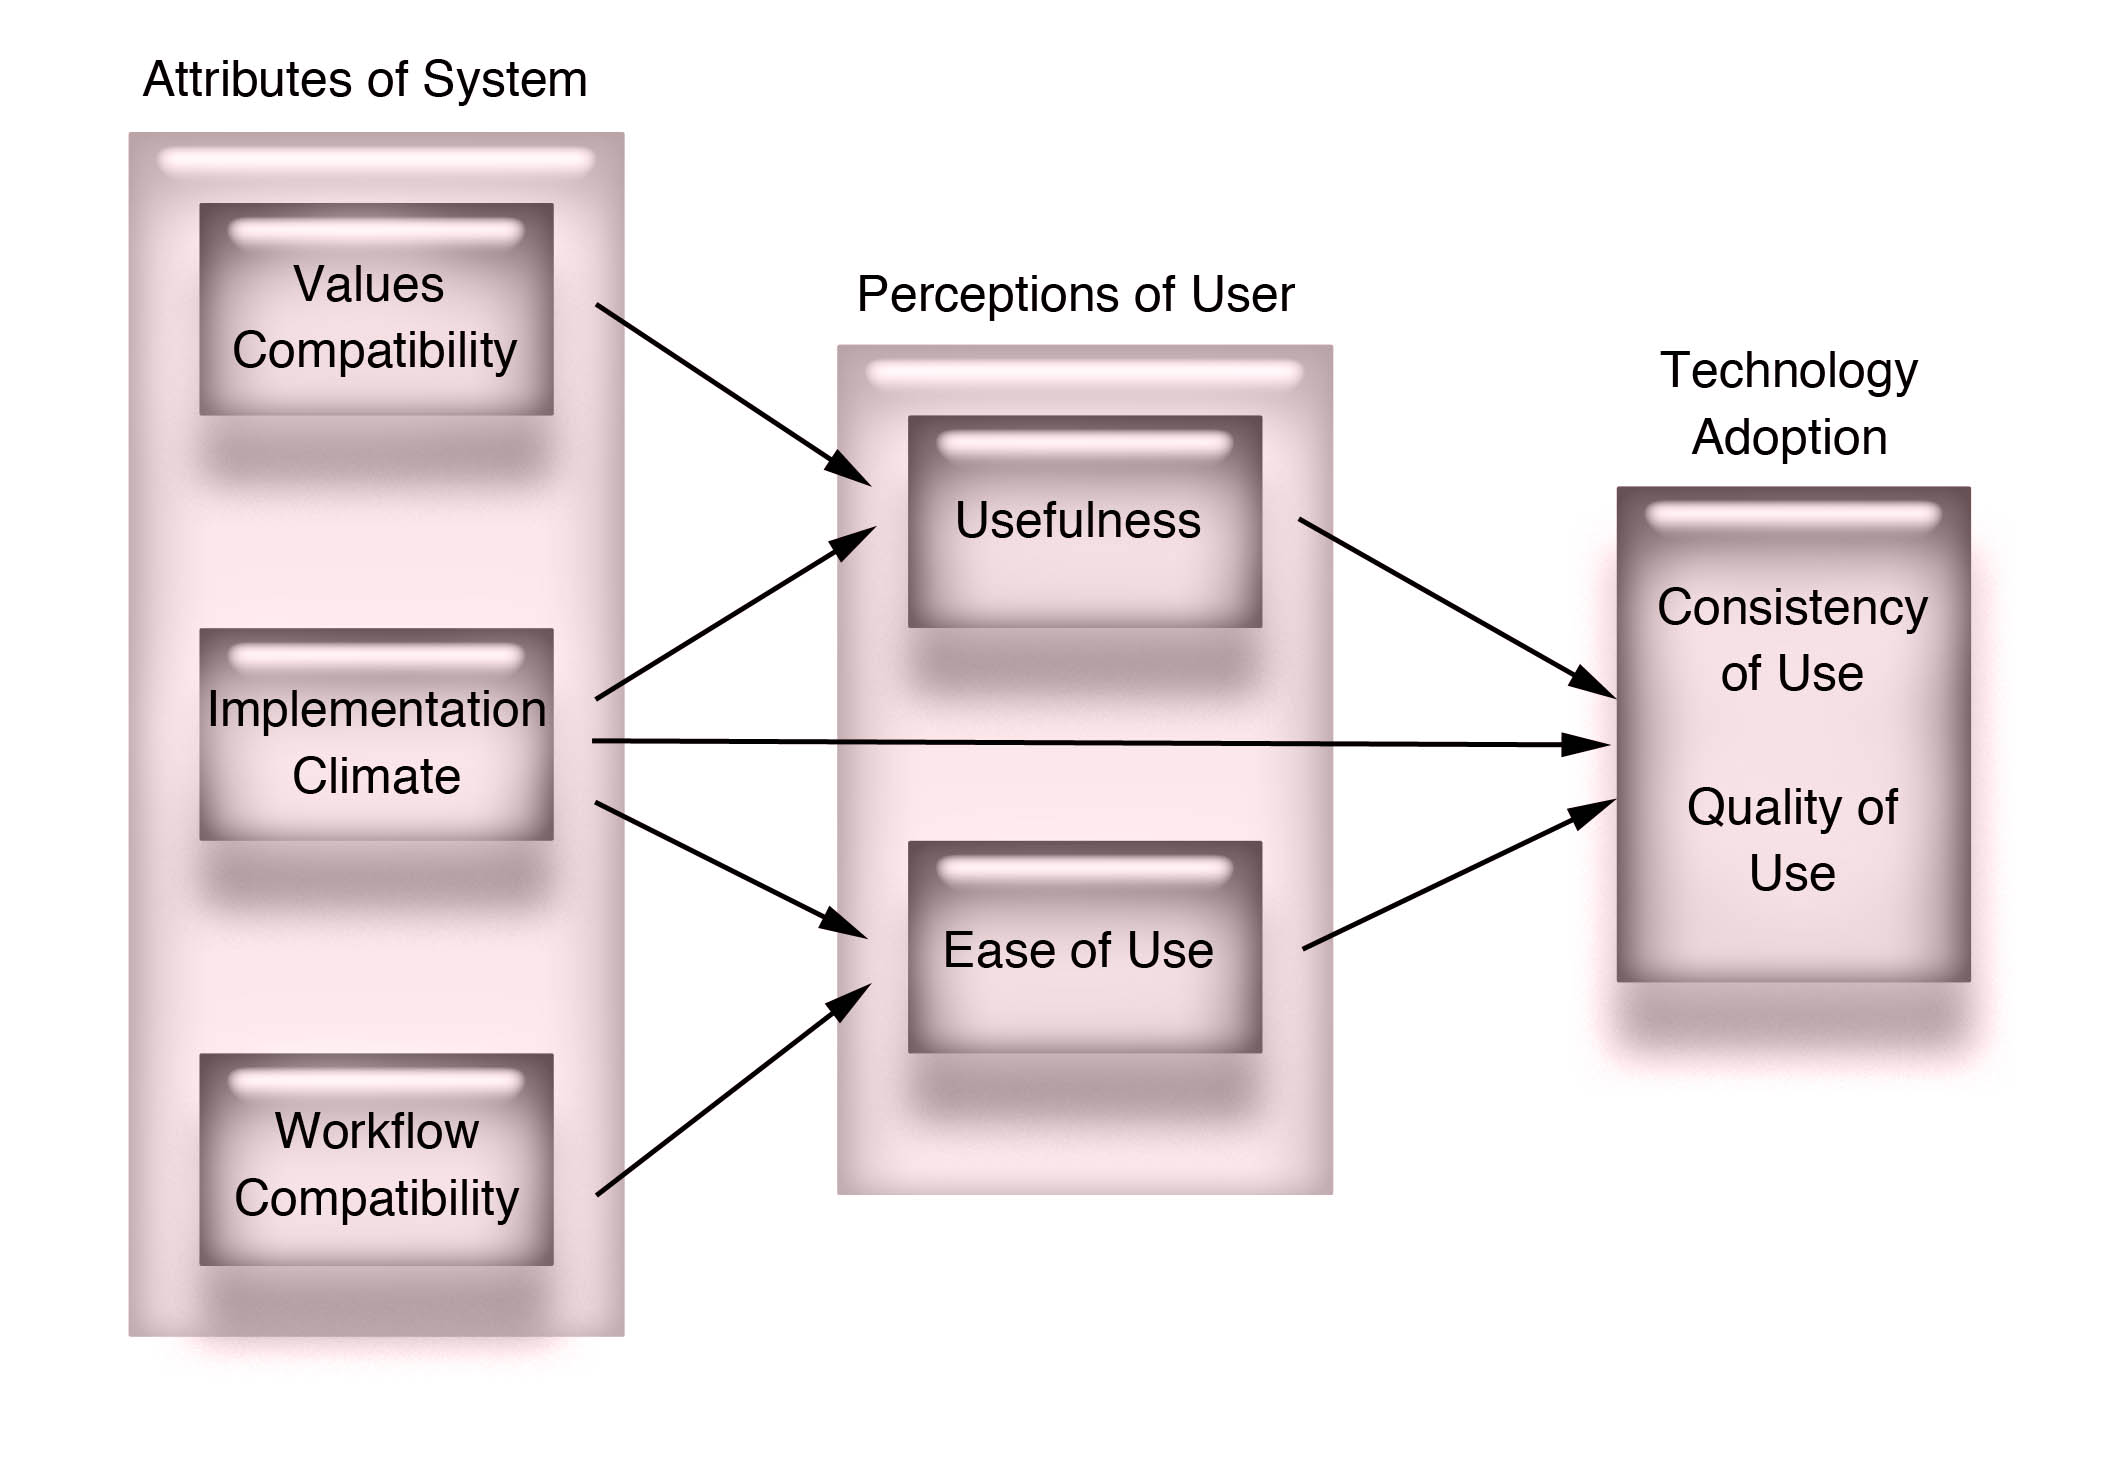 Attributes of System
Values
Compatibility
Implementation
Climate
Workflow
Compatibility
Perceptions of User
Usefulness
Ease of Use
Technology
Adoption
Consistency
of Use
Quality of
Use